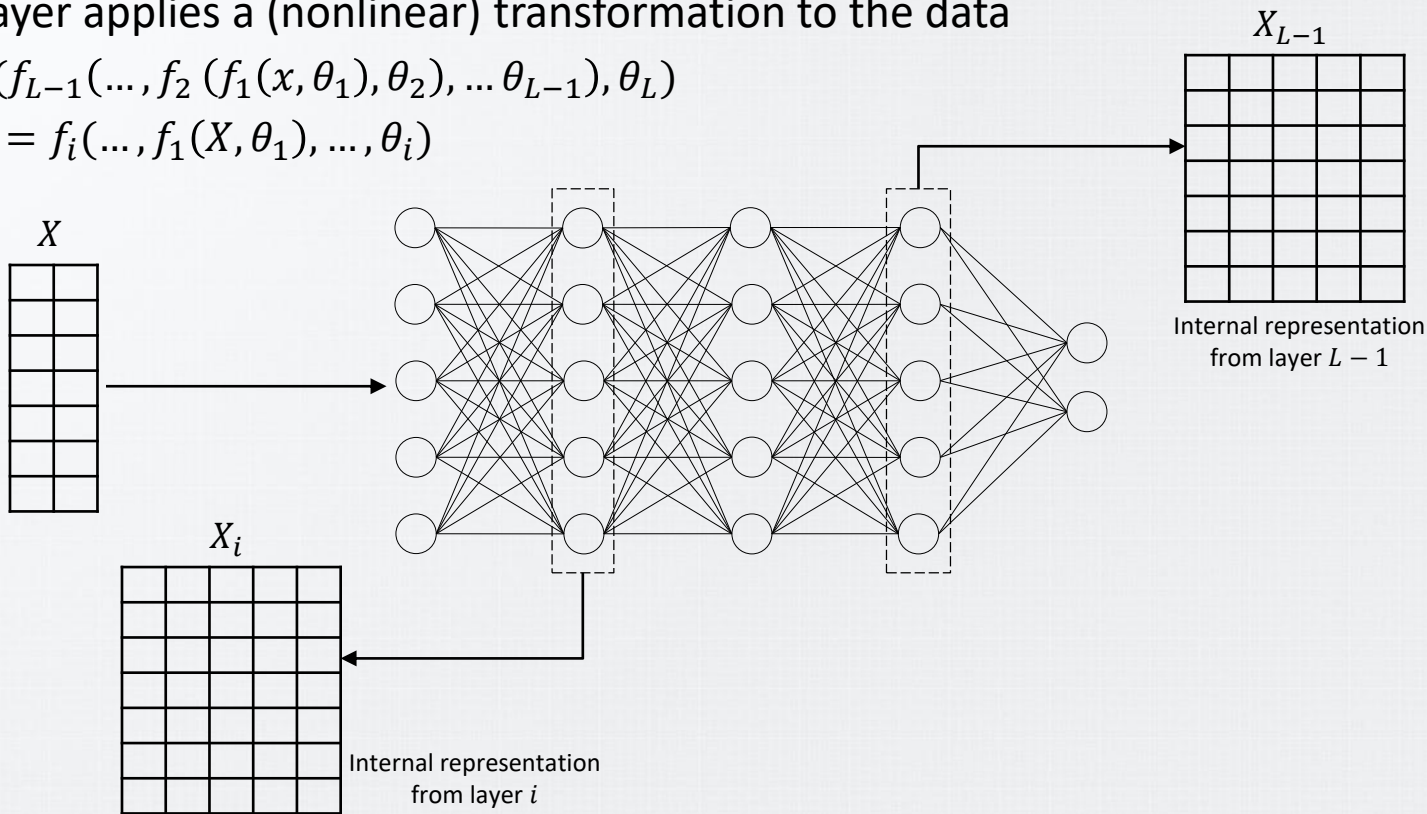 ayer applies a (nonlinear) transformation to the data
(f_{L−1}(…, f_2 (f_1(x, θ_1), θ_2), … θ_{L−1}), θ_L)
= f_i(…, f_1(X, θ_1), …, θ_i)
X_{L−1}
X
Internal representation
from layer L − 1
X_i
Internal representation
from layer i